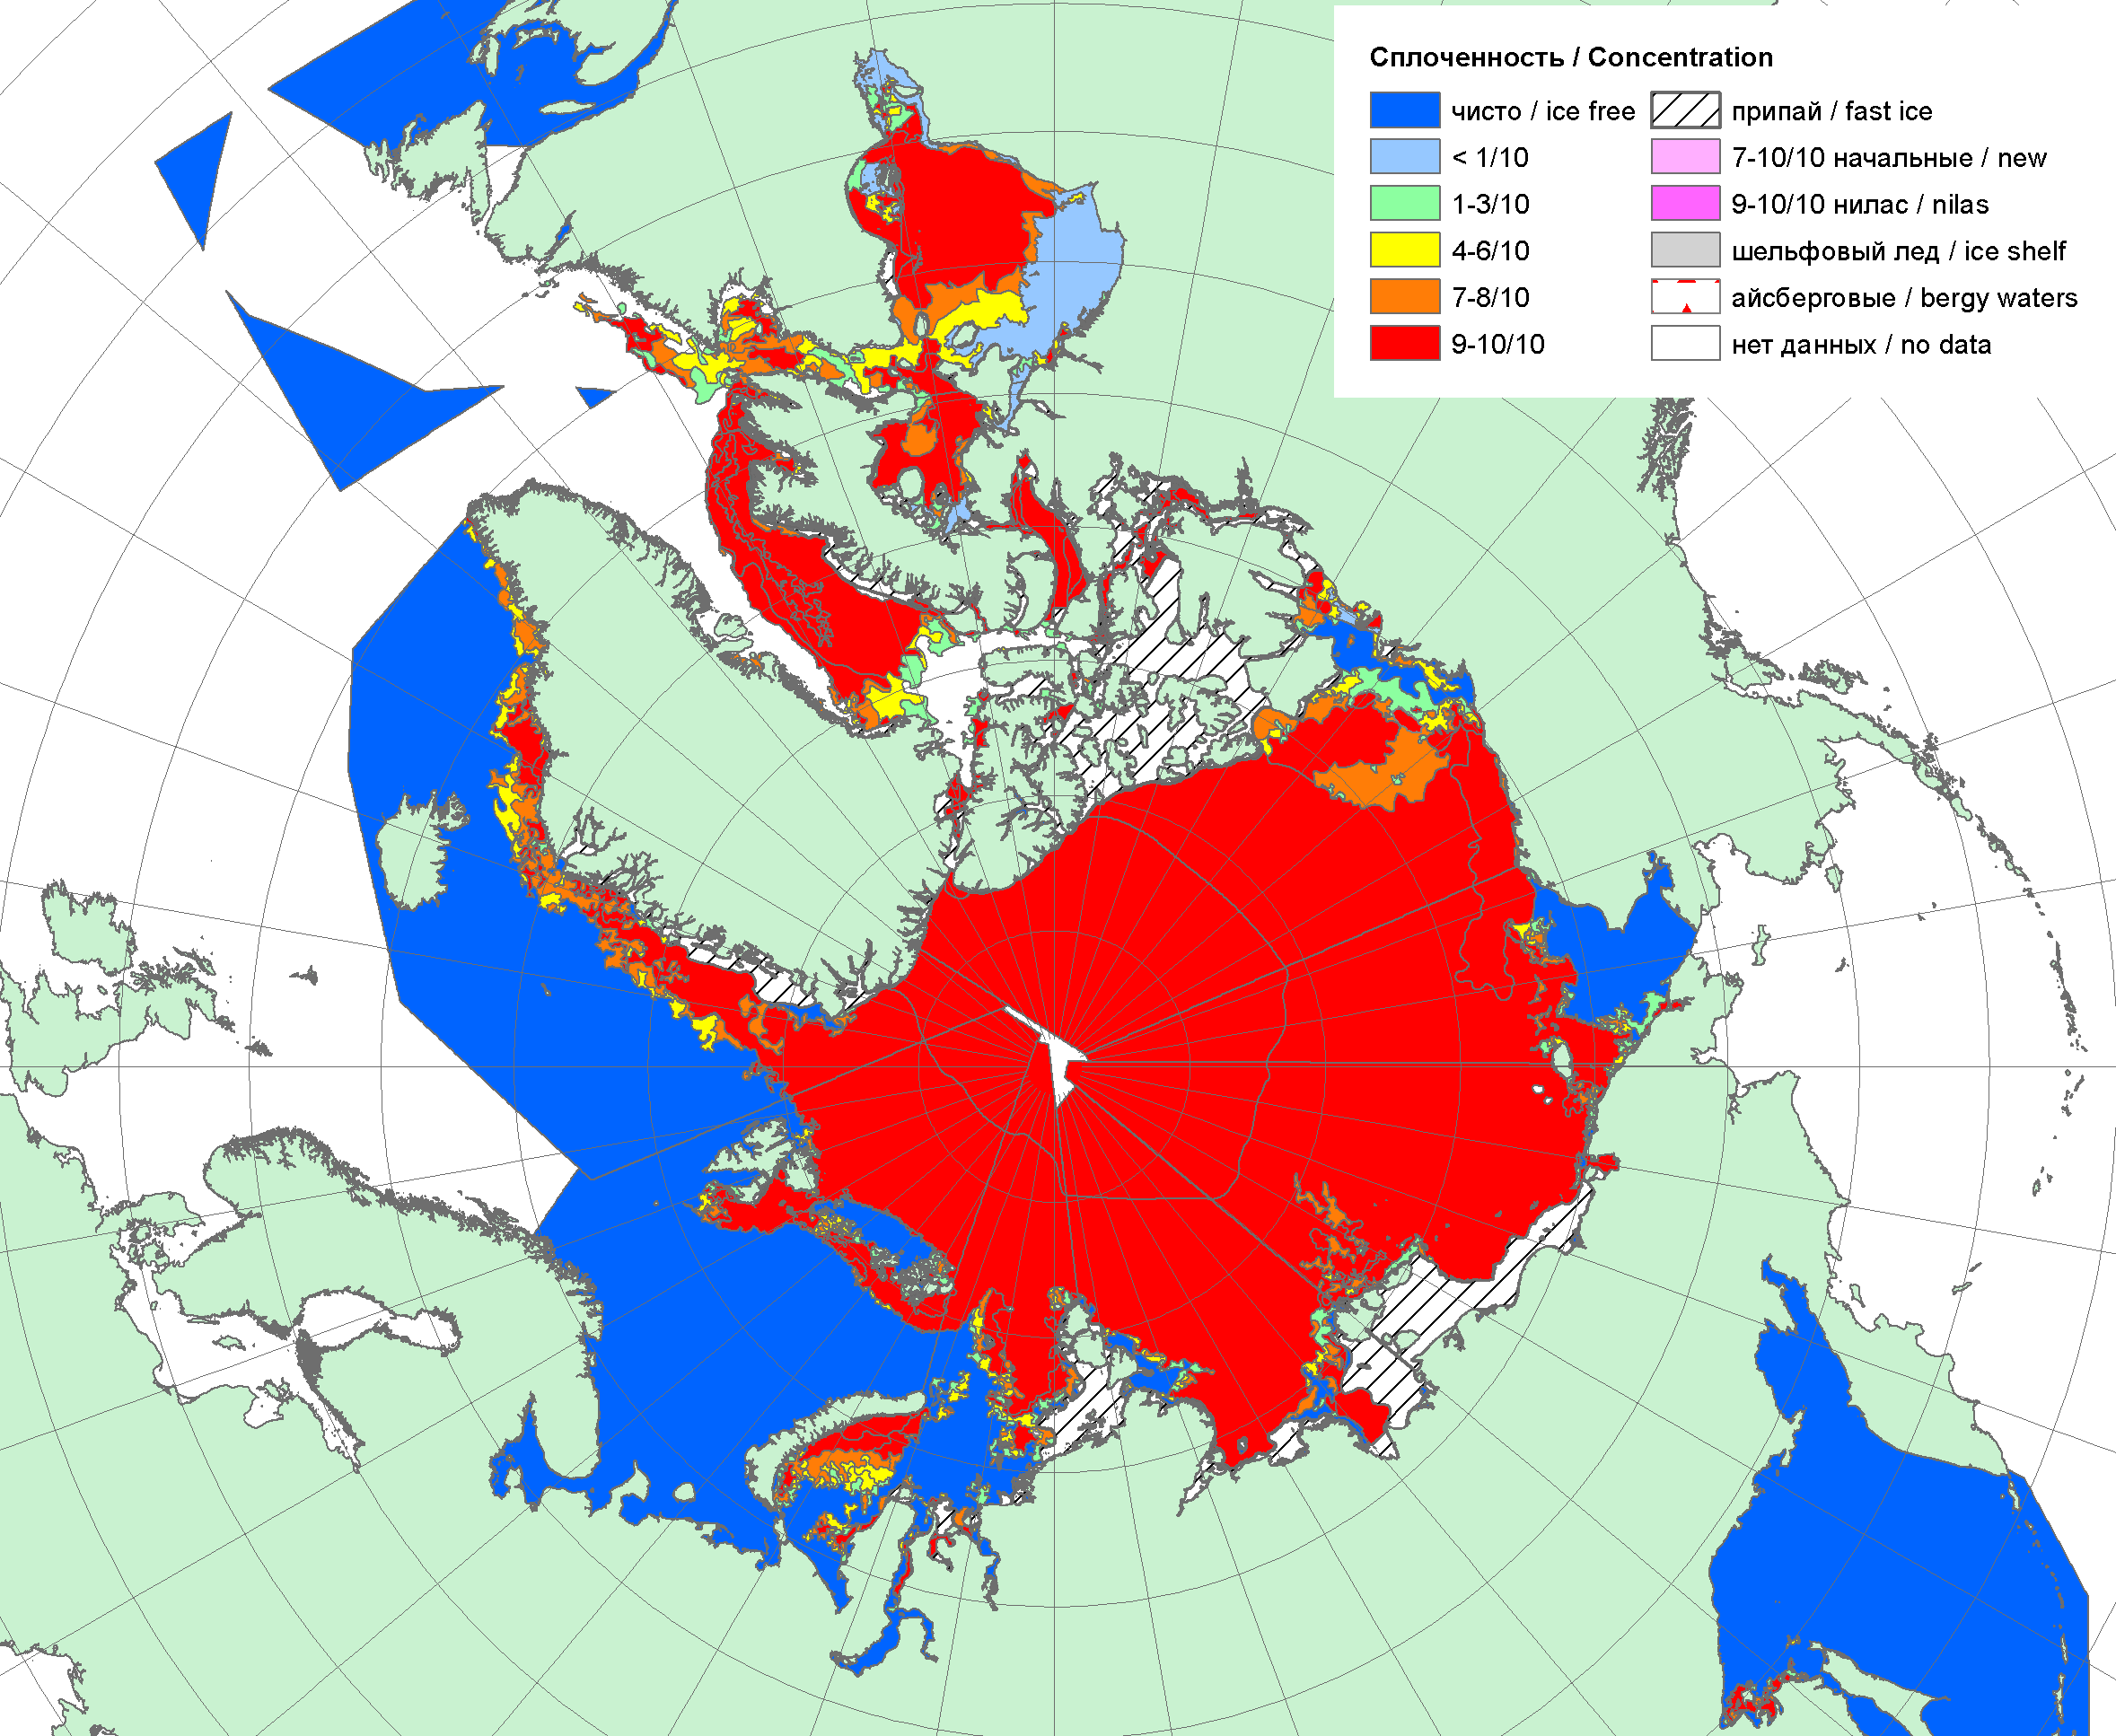 Сплоченность / Concentration
чисто / ice free
< 1/10
1-3/10
4-6/10
7-8/10
9-10/10
припай / fast ice
7-10/10 начальные / new
9-10/10 нилас / nilas
шельфовый лед / ice shelf
айсберговые / bergy waters
нет данных / no data